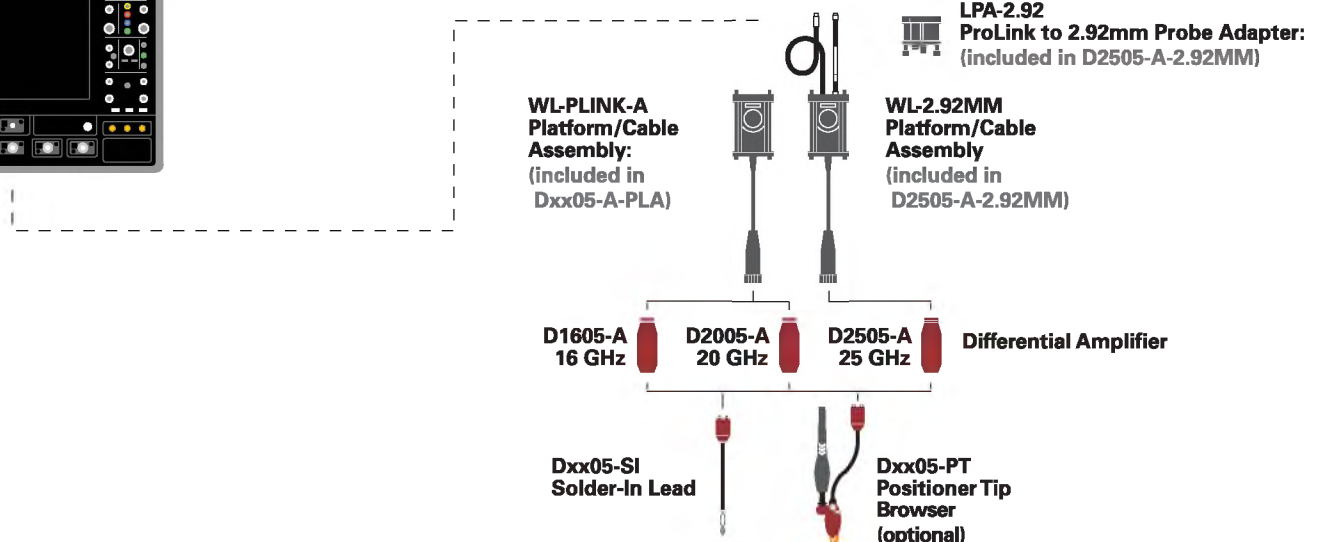 LPA-2.92
ProLink to 2.92mm Probe Adapter:
(included in D2505-A-2.92MM)
WL-PLINK-A
Platform/Cable
Assembly:
(included in
Dxx05-A-PLA)
WL-2.92MM
Platform/Cable
Assembly
(included in
D2505-A-2.92MM)
D1605-A
16 GHz
D2005-A
20 GHz
D2505-A
25 GHz
Differential Amplifier
Dxx05-SI
Solder-In Lead
Dxx05-PT
Positioner Tip
Browser
(optional)